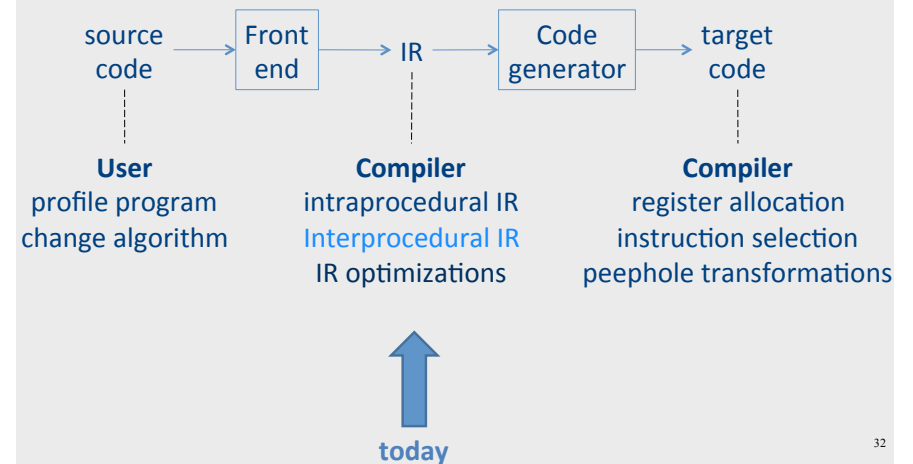 source code
Front end
IR
Code generator
target code
User
profile program
change algorithm
Compiler
intraprocedural IR
Interprocedural IR
IR optimizations
Compiler
register allocation
instruction selection
peephole transformations
today
32